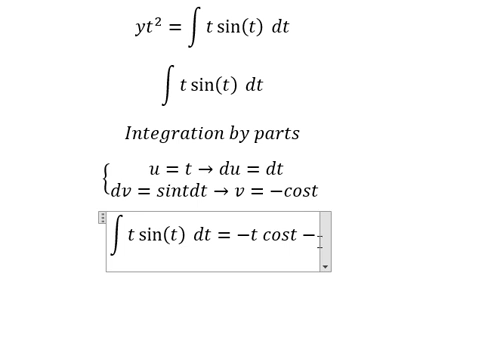 yt² = ∫ t sin(t) dt
∫ t sin(t) dt
Integration by parts
u = t → du = dt
dv = sintdt → v = −cost
∫ t sin(t) dt = −t cost −